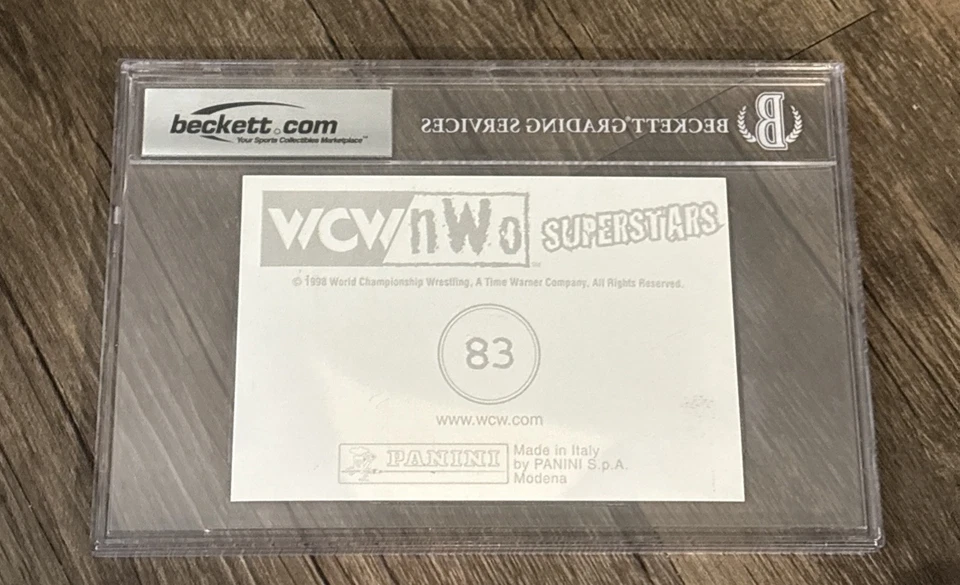 beckett.com
Your Sports Collectibles Marketplace™
BECKETT® GRADING SERVICES
B
WCW/nWo SUPERSTARS
© 1998 World Championship Wrestling, A Time Warner Company. All Rights Reserved.
83
www.wcw.com
PANINI
Made in Italy
by PANINI S.p.A.
Modena